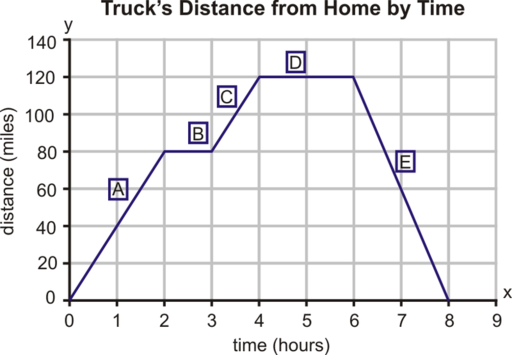 Truck's Distance from Home by Time
y
140
120
100
80
60
40
20
0
distance (miles)
A
B
C
D
E
0 1 2 3 4 5 6 7 8 9
x
time (hours)